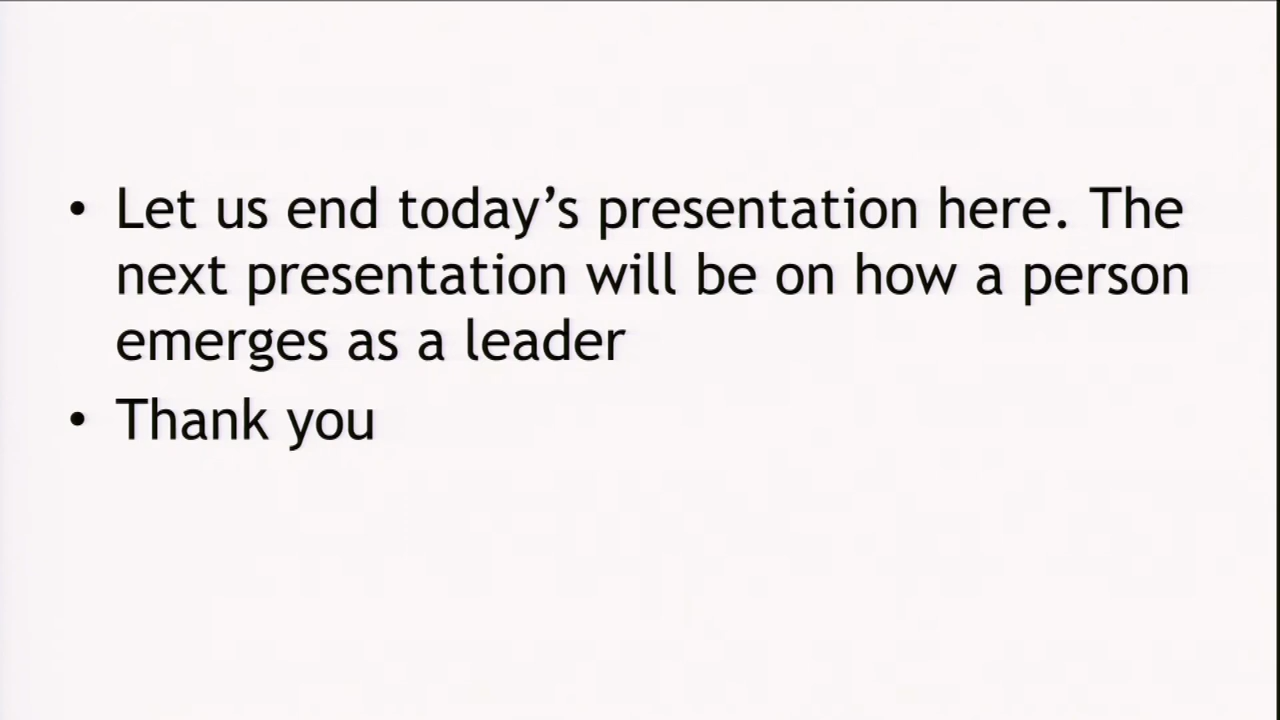 • Let us end today’s presentation here. The
next presentation will be on how a person
emerges as a leader
• Thank you